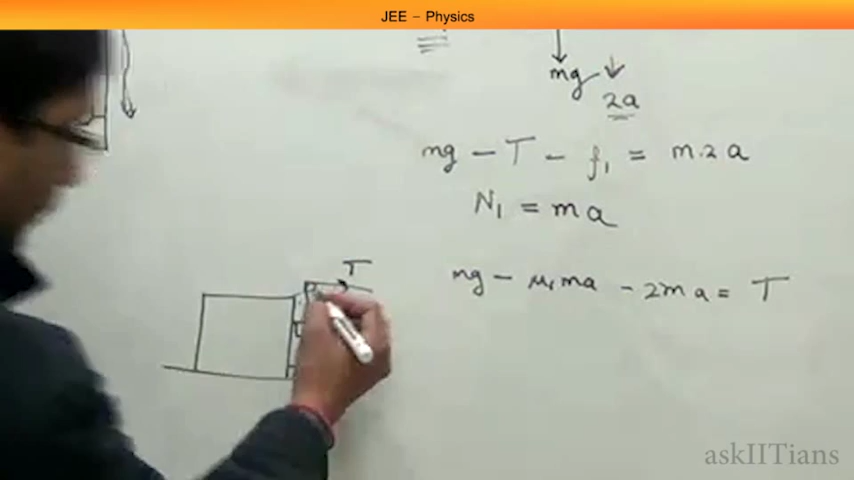 JEE – Physics
mg
2a
mg - T - f₁ = m.2a
N₁ = ma
T
mg - μ₁ma - 2ma = T
askIITians